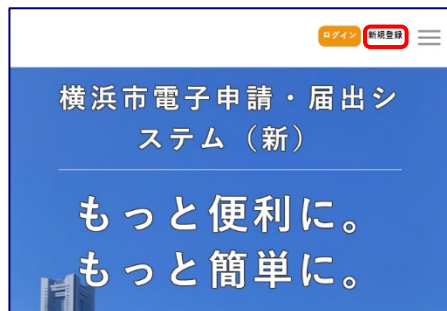 ログイン 新規登録
横浜市電子申請・届出シ
ステム（新）
もっと便利に。
もっと簡単に。